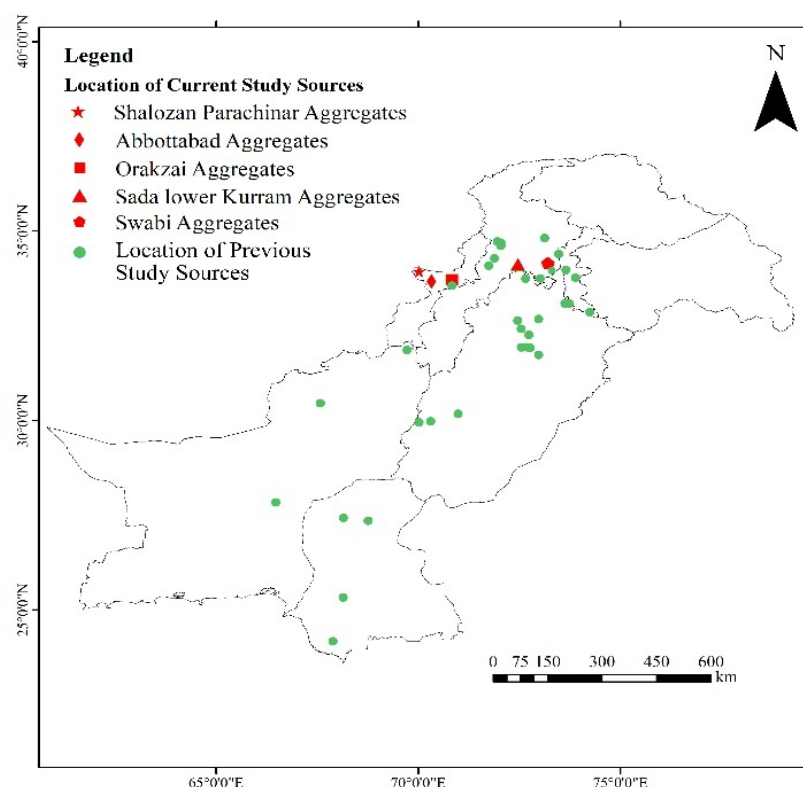 Legend
Location of Current Study Sources
Shalozan Parachinar Aggregates
Abbottabad Aggregates
Orakzai Aggregates
Sada lower Kurram Aggregates
Swabi Aggregates
Location of Previous
Study Sources
N
40°0'0"N
35°0'0"N
30°0'0"N
25°0'0"N
0 75 150 300 450 600
km
65°0'0"E
70°0'0"E
75°0'0"E